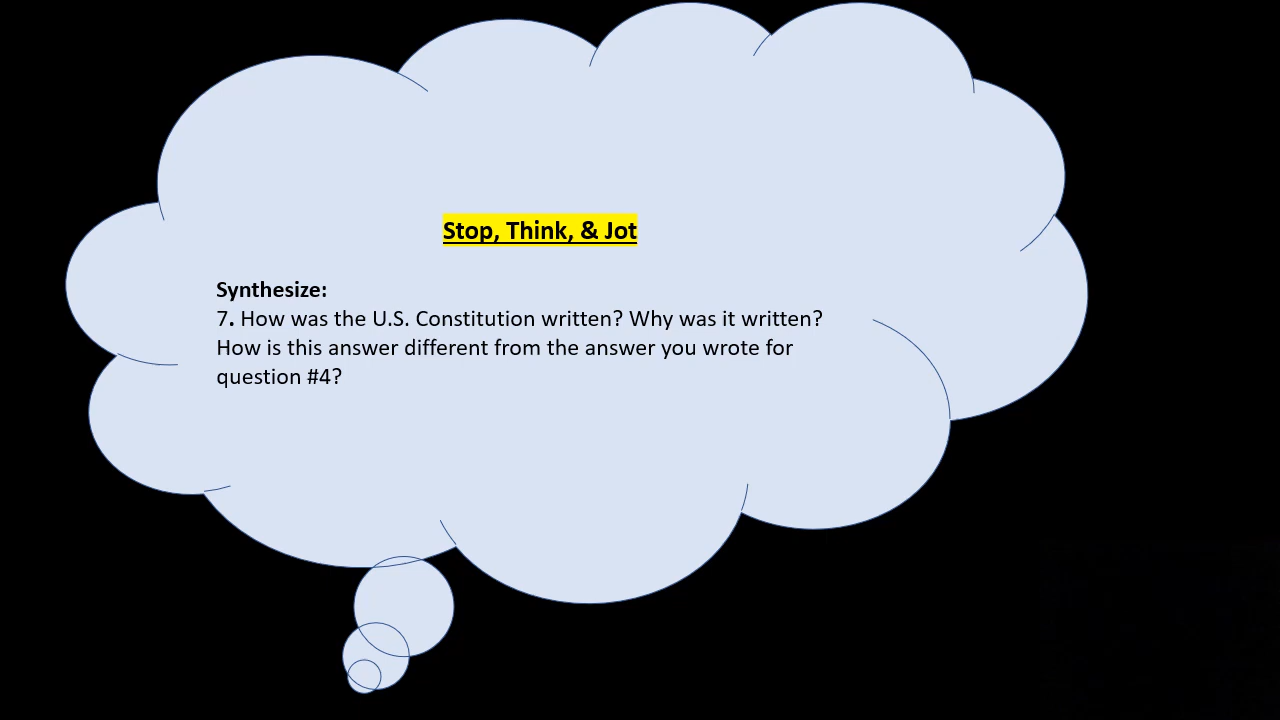 Stop, Think, & Jot
Synthesize:
7. How was the U.S. Constitution written? Why was it written?
How is this answer different from the answer you wrote for
question #4?